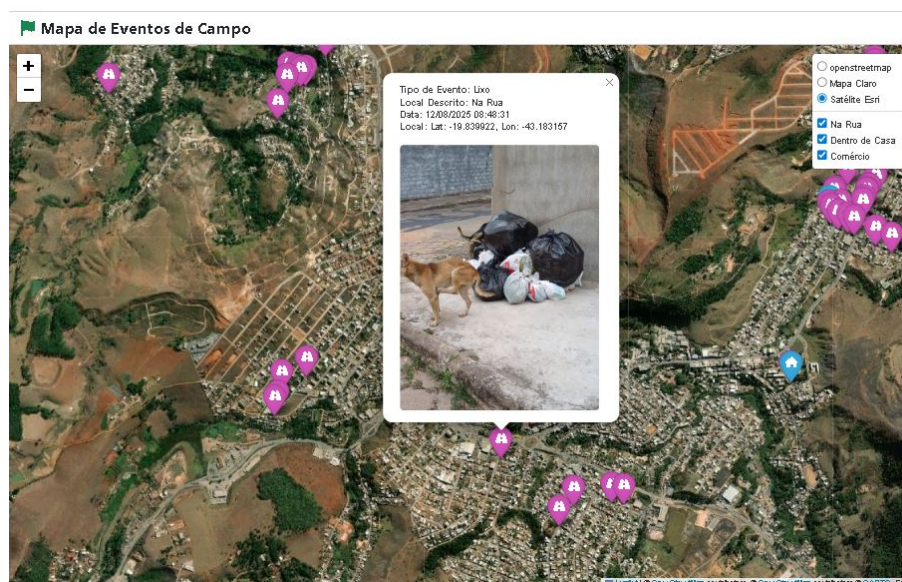 Mapa de Eventos de Campo
+
−
Tipo de Evento: Lixo
Local Descrito: Na Rua
Data: 12/08/2025 08:48:31
Local: Lat: -19.839922, Lon: -43.183157
×
openstreetmap
Mapa Claro
Satélite Esri
Na Rua
Dentro de Casa
Comércio